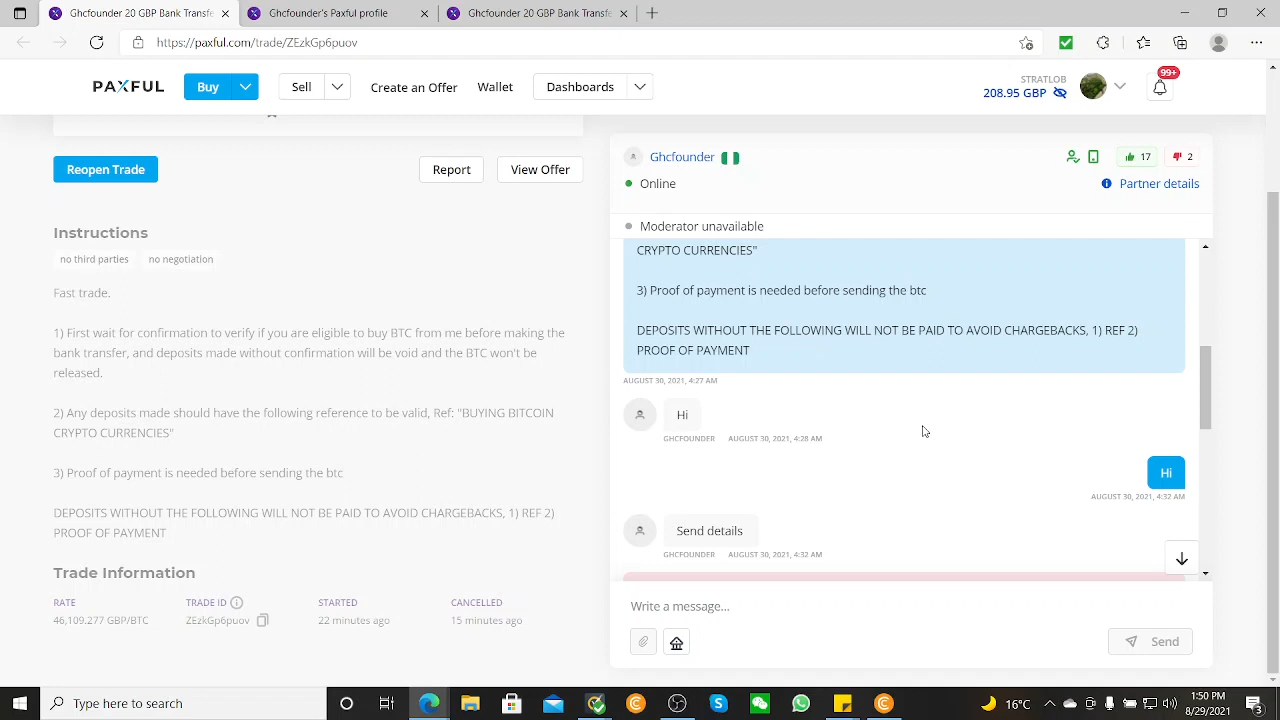 GBP Bank Trans
https://paxful.com/trade/ZEzkGp6puov
PAXFUL
Buy
Sell
Create an Offer
Wallet
Dashboards
STRATLOB
208.95 GBP
99+
Reopen Trade
Report
View Offer
Instructions
no third parties
no negotiation
Fast trade.
1) First wait for confirmation to verify if you are eligible to buy BTC from me before making the
bank transfer, and deposits made without confirmation will be void and the BTC won't be
released.
2) Any deposits made should have the following reference to be valid, Ref: "BUYING BITCOIN
CRYPTO CURRENCIES"
3) Proof of payment is needed before sending the btc
DEPOSITS WITHOUT THE FOLLOWING WILL NOT BE PAID TO AVOID CHARGEBACKS, 1) REF 2)
PROOF OF PAYMENT
Trade Information
RATE
46,109.277 GBP/BTC
TRADE ID
ZEzkGp6puov
STARTED
22 minutes ago
CANCELLED
15 minutes ago
Ghcfounder
17
2
Online
Partner details
Moderator unavailable
CRYPTO CURRENCIES"
3) Proof of payment is needed before sending the btc
DEPOSITS WITHOUT THE FOLLOWING WILL NOT BE PAID TO AVOID CHARGEBACKS, 1) REF 2)
PROOF OF PAYMENT
AUGUST 30, 2021, 4:27 AM
Hi
GHCFOUNDER AUGUST 30, 2021, 4:28 AM
Hi
AUGUST 30, 2021, 4:32 AM
Send details
GHCFOUNDER AUGUST 30, 2021, 4:32 AM
Write a message...
Send
Type here to search
16°C
1:50 PM
8/29/2021